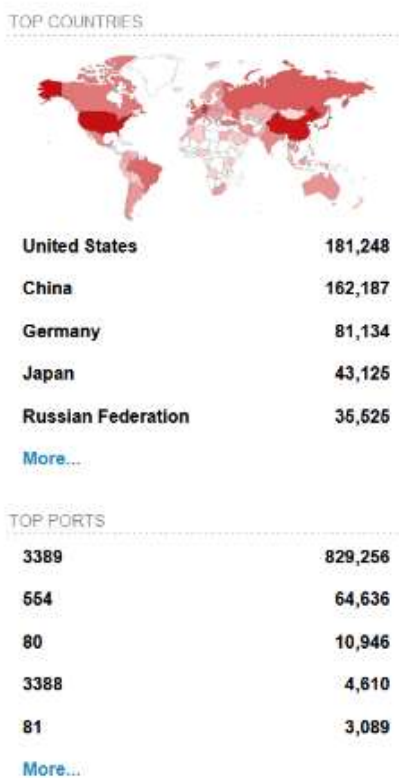 TOP COUNTRIES
United States 181,248
China 162,187
Germany 81,134
Japan 43,125
Russian Federation 35,525
More...
TOP PORTS
3389 829,256
554 64,636
80 10,946
3388 4,610
81 3,089
More...